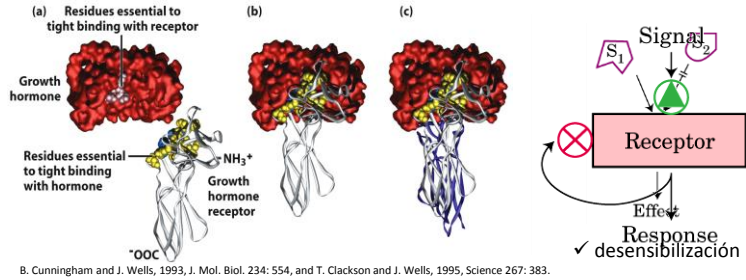 (a)
Residues essential to
tight binding with receptor
Growth
hormone
Residues essential
to tight binding
with hormone
NH₃⁺
Growth
hormone
receptor
⁻OOC
(b)
(c)
Signal
S₁
S₂
Receptor
Effect
Response
✓ desensibilización
B. Cunningham and J. Wells, 1993, J. Mol. Biol. 234: 554, and T. Clackson and J. Wells, 1995, Science 267: 383.